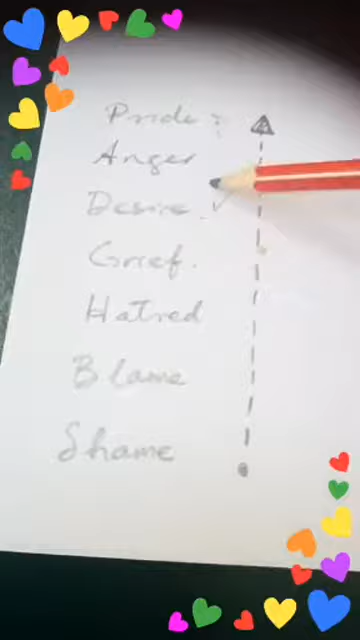 Pride :
Anger
Desire.
Grief.
Hatred
Blame
Shame